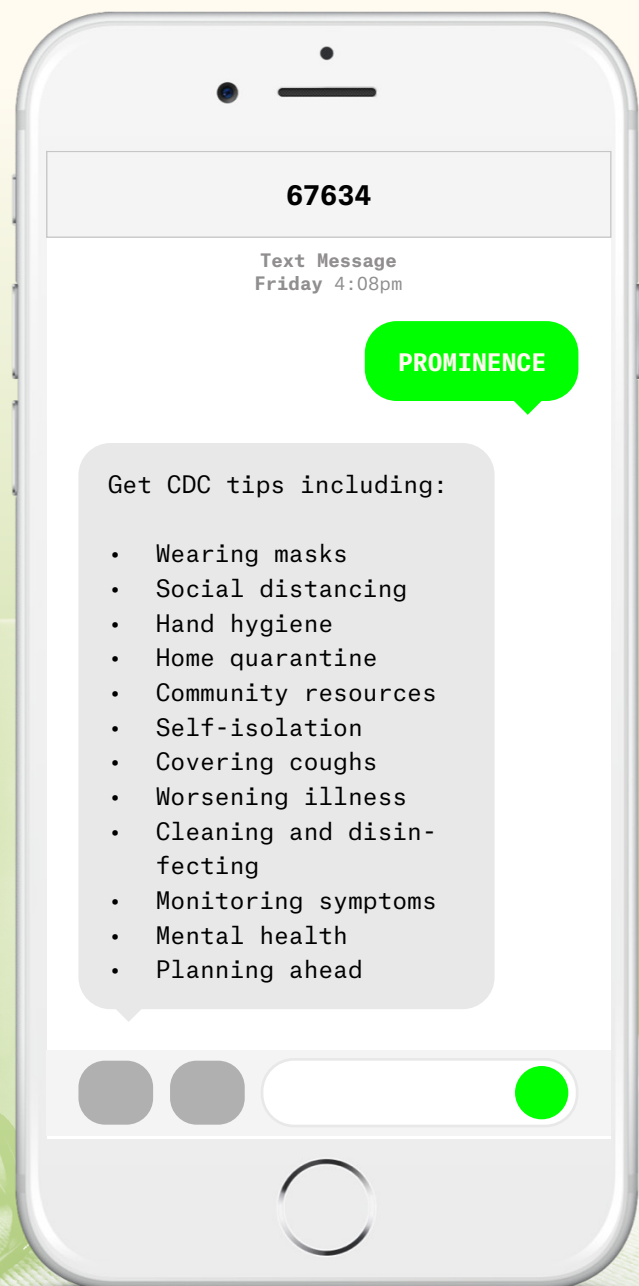 67634
Text Message
Friday 4:08pm
PROMINENCE
Get CDC tips including:
• Wearing masks
• Social distancing
• Hand hygiene
• Home quarantine
• Community resources
• Self-isolation
• Covering coughs
• Worsening illness
• Cleaning and disin-
fecting
• Monitoring symptoms
• Mental health
• Planning ahead